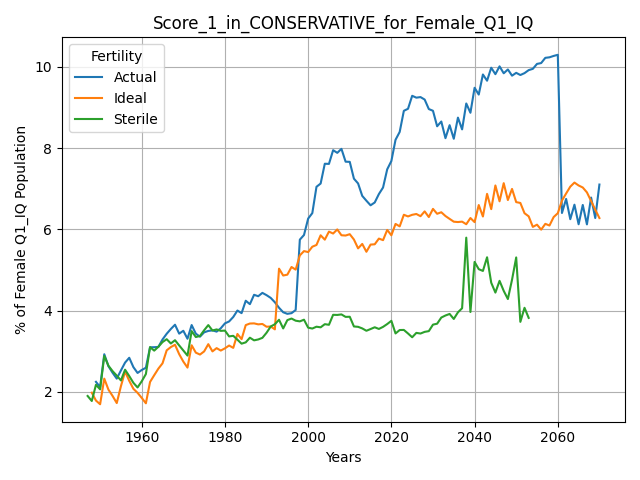 Score_1_in_CONSERVATIVE_for_Female_Q1_IQ
Fertility
Actual
Ideal
Sterile
% of Female Q1_IQ Population
10
8
6
4
2
1960
1980
2000
2020
2040
2060
Years